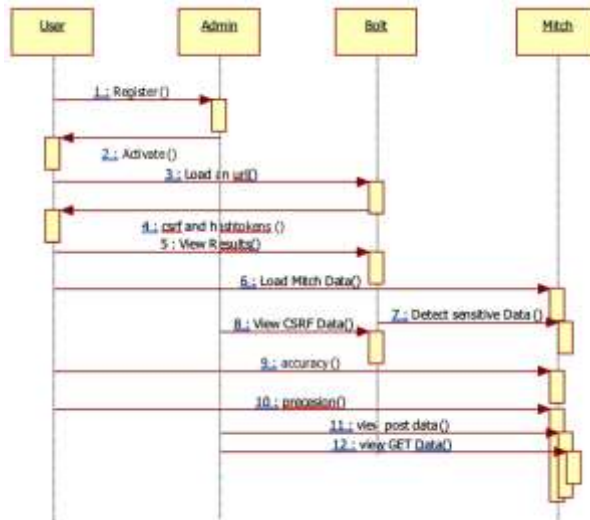 User
Admin
Bolt
Mitch
1.: Register()
2.: Activate()
3.: Load an url()
4.: csrf and hashtokens ()
5 : View Results()
6.: Load Mitch Data()
7.: Detect sensitive Data ()
8.: View CSRF Data()
9.: accuracy()
10.: precesion()
11.: view post data()
12.: view GET Data()